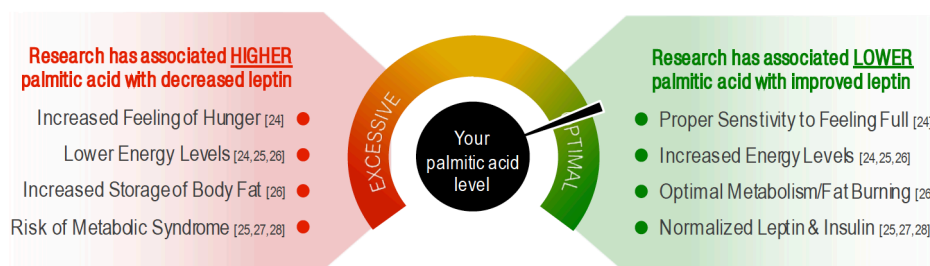 Research has associated HIGHER
palmitic acid with decreased leptin
Increased Feeling of Hunger [24]
Lower Energy Levels [24,25,26]
Increased Storage of Body Fat [26]
Risk of Metabolic Syndrome [25,27,28]
EXCESSIVE
Your
palmitic acid
level
PTIMAL
Research has associated LOWER
palmitic acid with improved leptin
Proper Senstivity to Feeling Full [24]
Increased Energy Levels [24,25,26]
Optimal Metabolism/Fat Burning [26
Normalized Leptin & Insulin [25,27,28]